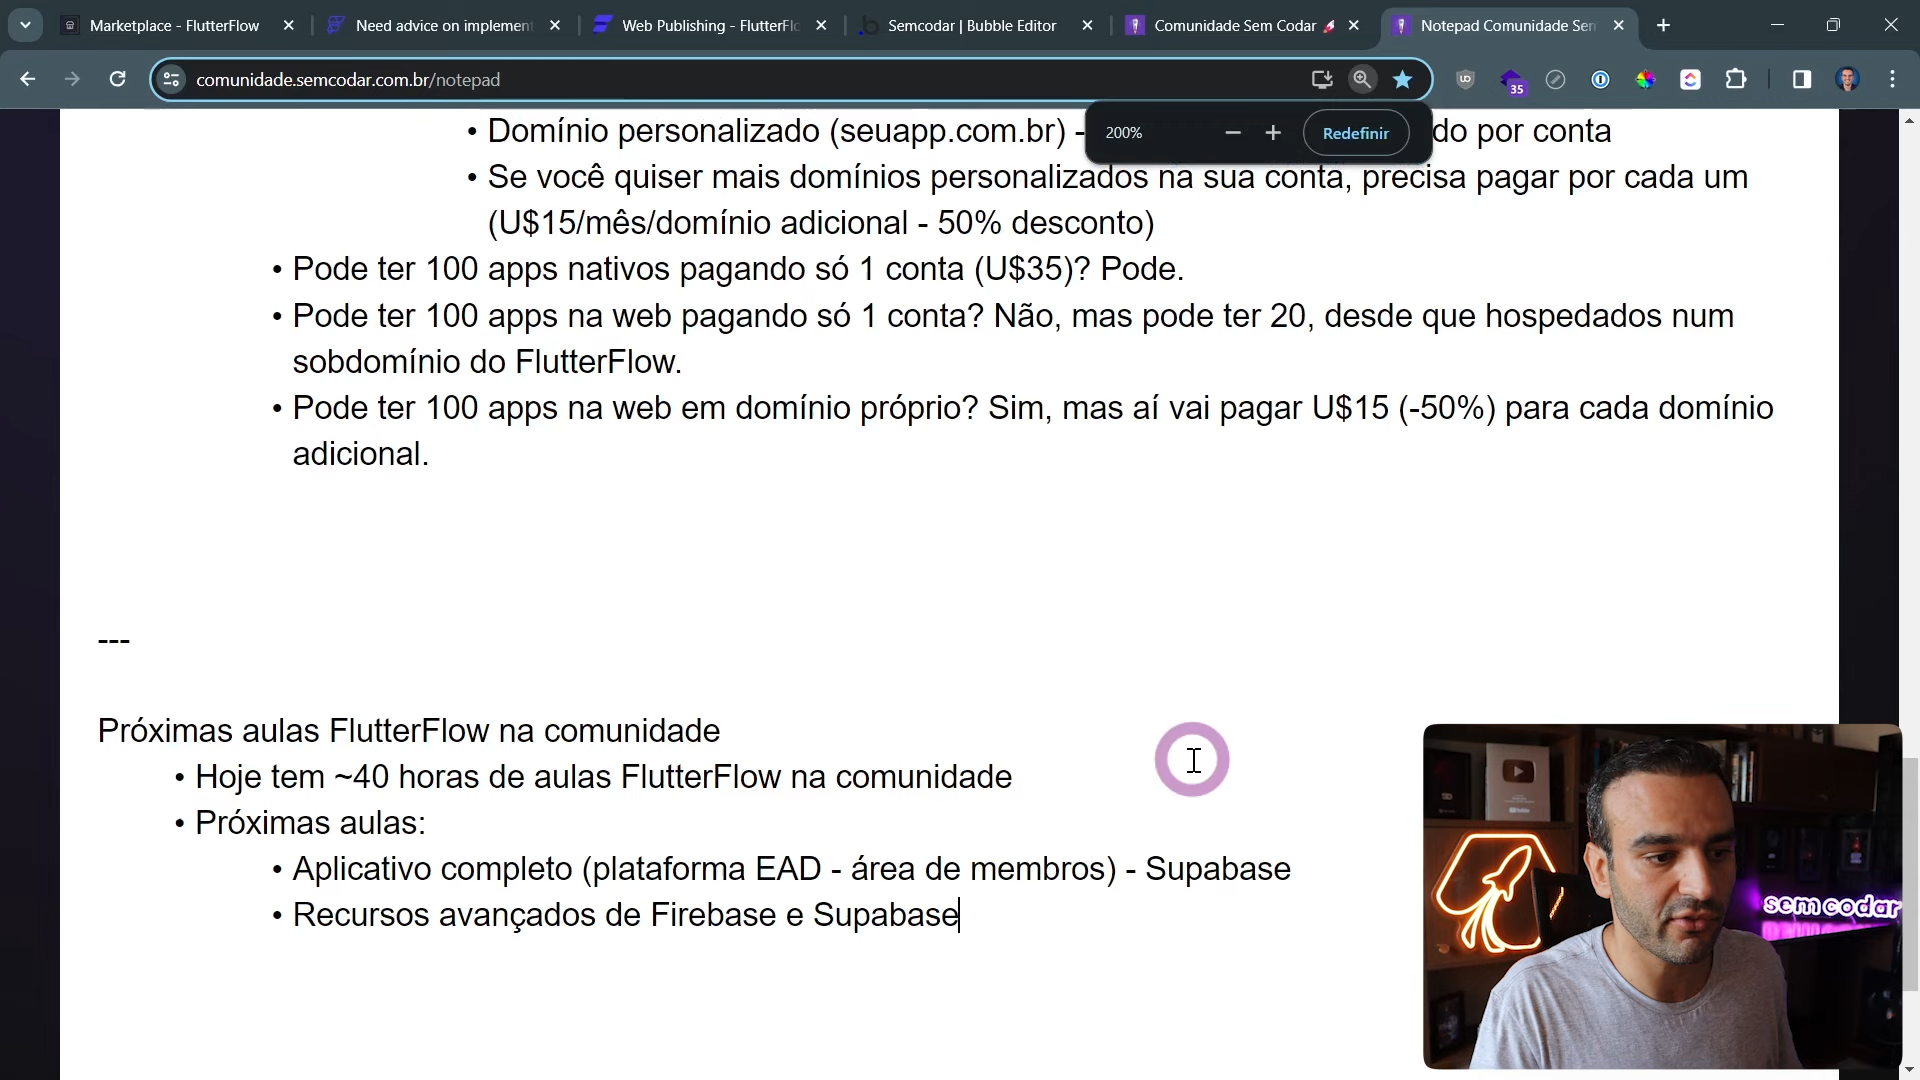 Marketplace - FlutterFlow
Need advice on implemen
Web Publishing - FlutterFlo
Semcodar | Bubble Editor
Comunidade Sem Codar
Notepad Comunidade Sem
comunidade.semcodar.com.br/notepad
35
200%
Redefinir
• Domínio personalizado (seuapp.com.br) - do por conta
• Se você quiser mais domínios personalizados na sua conta, precisa pagar por cada um
(U$15/mês/domínio adicional - 50% desconto)
• Pode ter 100 apps nativos pagando só 1 conta (U$35)? Pode.
• Pode ter 100 apps na web pagando só 1 conta? Não, mas pode ter 20, desde que hospedados num
sobdomínio do FlutterFlow.
• Pode ter 100 apps na web em domínio próprio? Sim, mas aí vai pagar U$15 (-50%) para cada domínio
adicional.
---
Próximas aulas FlutterFlow na comunidade
• Hoje tem ~40 horas de aulas FlutterFlow na comunidade
• Próximas aulas:
• Aplicativo completo (plataforma EAD - área de membros) - Supabase
• Recursos avançados de Firebase e Supabase
sem codar